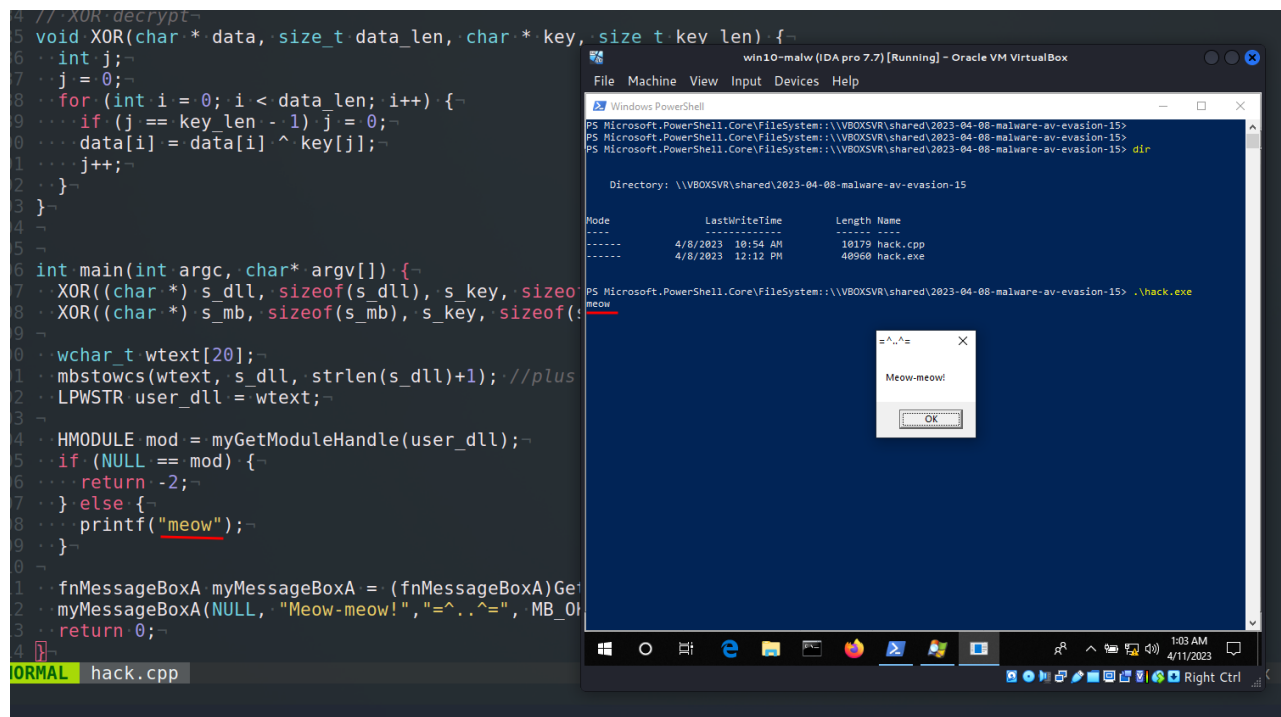 // XOR decrypt
void XOR(char * data, size_t data_len, char * key, size_t key_len) {
int j;
j = 0;
for (int i = 0; i < data_len; i++) {
if (j == key_len - 1) j = 0;
data[i] = data[i] ^ key[j];
j++;
}
}
int main(int argc, char* argv[]) {
XOR((char *) s_dll, sizeof(s_dll), s_key, sizeo
XOR((char *) s_mb, sizeof(s_mb), s_key, sizeof(s
wchar_t wtext[20];
mbstowcs(wtext, s_dll, strlen(s_dll)+1); //plus
LPWSTR user_dll = wtext;
HMODULE mod = myGetModuleHandle(user_dll);
if (NULL == mod) {
return -2;
} else {
printf("meow");
}
fnMessageBoxA myMessageBoxA = (fnMessageBoxA)Get
myMessageBoxA(NULL, "Meow-meow!","=^..^=", MB_OK
return 0;
}
NORMAL hack.cpp
win10-malw (IDA pro 7.7) [Running] - Oracle VM VirtualBox
File Machine View Input Devices Help
Windows PowerShell
PS Microsoft.PowerShell.Core\FileSystem::\\VBOXSVR\shared\2023-04-08-malware-av-evasion-15>
PS Microsoft.PowerShell.Core\FileSystem::\\VBOXSVR\shared\2023-04-08-malware-av-evasion-15>
PS Microsoft.PowerShell.Core\FileSystem::\\VBOXSVR\shared\2023-04-08-malware-av-evasion-15> dir
Directory: \\VBOXSVR\shared\2023-04-08-malware-av-evasion-15
Mode LastWriteTime Length Name
---- ------------- ------ ----
------ 4/8/2023 10:54 AM 10179 hack.cpp
------ 4/8/2023 12:12 PM 40960 hack.exe
PS Microsoft.PowerShell.Core\FileSystem::\\VBOXSVR\shared\2023-04-08-malware-av-evasion-15> .\hack.exe
meow
=^..^=
Meow-meow!
OK
1:03 AM
4/11/2023
Right Ctrl